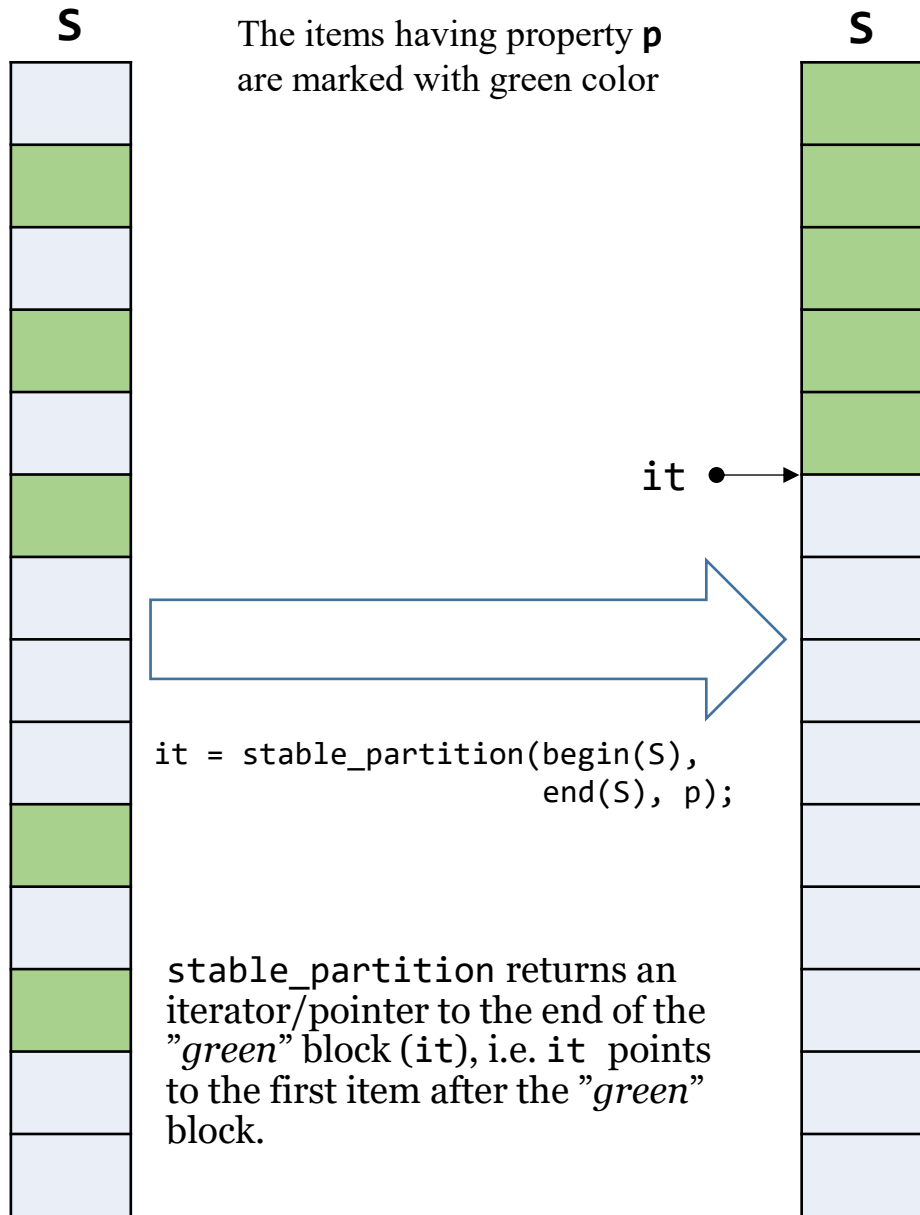 S
The items having property p
are marked with green color
S
it
it = stable_partition(begin(S),
end(S), p);
stable_partition returns an
iterator/pointer to the end of the
”green” block (it), i.e. it points
to the first item after the ”green”
block.